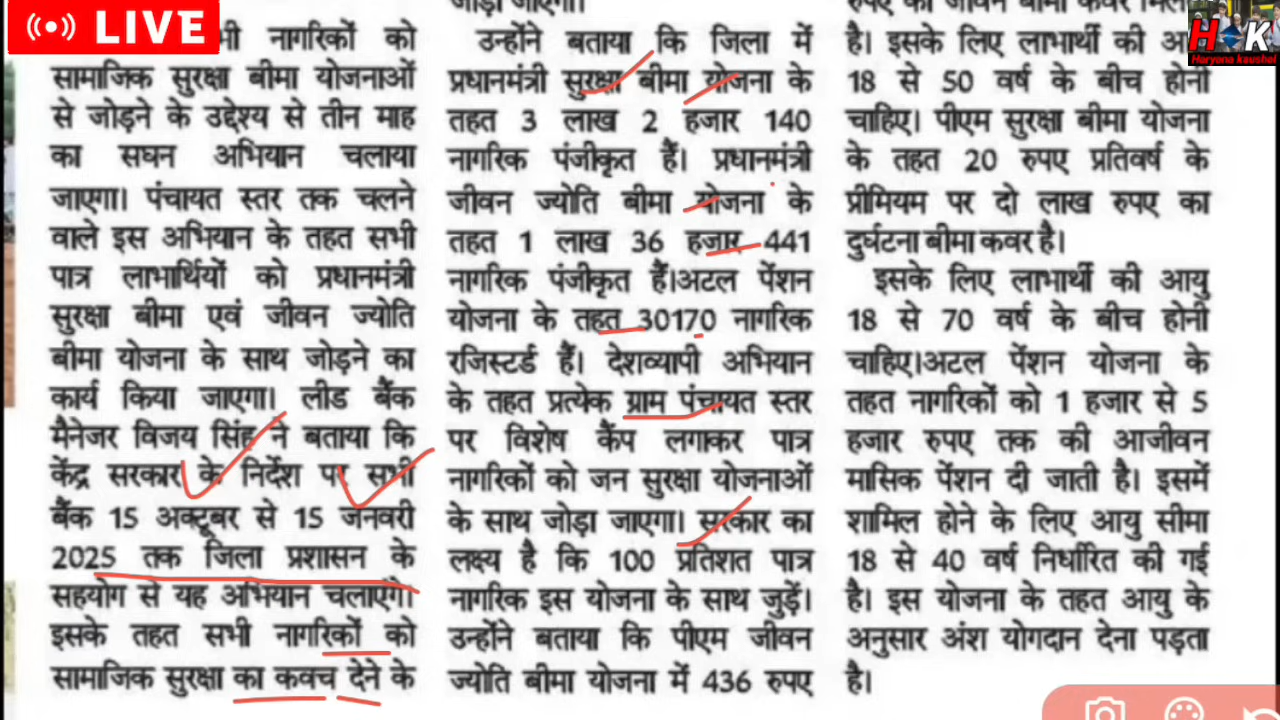 LIVE
नागरिकों को
सामाजिक सुरक्षा बीमा योजनाओं
से जोड़ने के उद्देश्य से तीन माह
का सघन अभियान चलाया
जाएगा। पंचायत स्तर तक चलने
वाले इस अभियान के तहत सभी
पात्र लाभार्थियों को प्रधानमंत्री
सुरक्षा बीमा एवं जीवन ज्योति
बीमा योजना के साथ जोड़ने का
कार्य किया जाएगा। लीड बैंक
मैनेजर विजय सिंह ने बताया कि
केंद्र सरकार के निर्देश पर सभी
बैंक 15 अक्टूबर से 15 जनवरी
2025 तक जिला प्रशासन के
सहयोग से यह अभियान चलाएंगे।
इसके तहत सभी नागरिकों को
सामाजिक सुरक्षा का कवच देने के
जोड़ा जाएगा।
उन्होंने बताया कि जिला में
प्रधानमंत्री सुरक्षा बीमा योजना के
तहत 3 लाख 2 हजार 140
नागरिक पंजीकृत हैं। प्रधानमंत्री
जीवन ज्योति बीमा योजना के
तहत 1 लाख 36 हजार 441
नागरिक पंजीकृत हैं।अटल पेंशन
योजना के तहत 30170 नागरिक
रजिस्टर्ड हैं। देशव्यापी अभियान
के तहत प्रत्येक ग्राम पंचायत स्तर
पर विशेष कैंप लगाकर पात्र
नागरिकों को जन सुरक्षा योजनाओं
के साथ जोड़ा जाएगा। सरकार का
लक्ष्य है कि 100 प्रतिशत पात्र
नागरिक इस योजना के साथ जुड़ें।
उन्होंने बताया कि पीएम जीवन
ज्योति बीमा योजना में 436 रुपए
रुपए का जीवन बीमा कवर
है। इसके लिए लाभार्थी की
18 से 50 वर्ष के बीच होनी
चाहिए। पीएम सुरक्षा बीमा योजना
के तहत 20 रुपए प्रतिवर्ष के
प्रीमियम पर दो लाख रुपए का
दुर्घटना बीमा कवर है।
इसके लिए लाभार्थी की आयु
18 से 70 वर्ष के बीच होनी
चाहिए।अटल पेंशन योजना के
तहत नागरिकों को 1 हजार से 5
हजार रुपए तक की आजीवन
मासिक पेंशन दी जाती है। इसमें
शामिल होने के लिए आयु सीमा
18 से 40 वर्ष निर्धारित की गई
है। इस योजना के तहत आयु के
अनुसार अंश योगदान देना पड़ता
है।
H K
Haryana kaushal